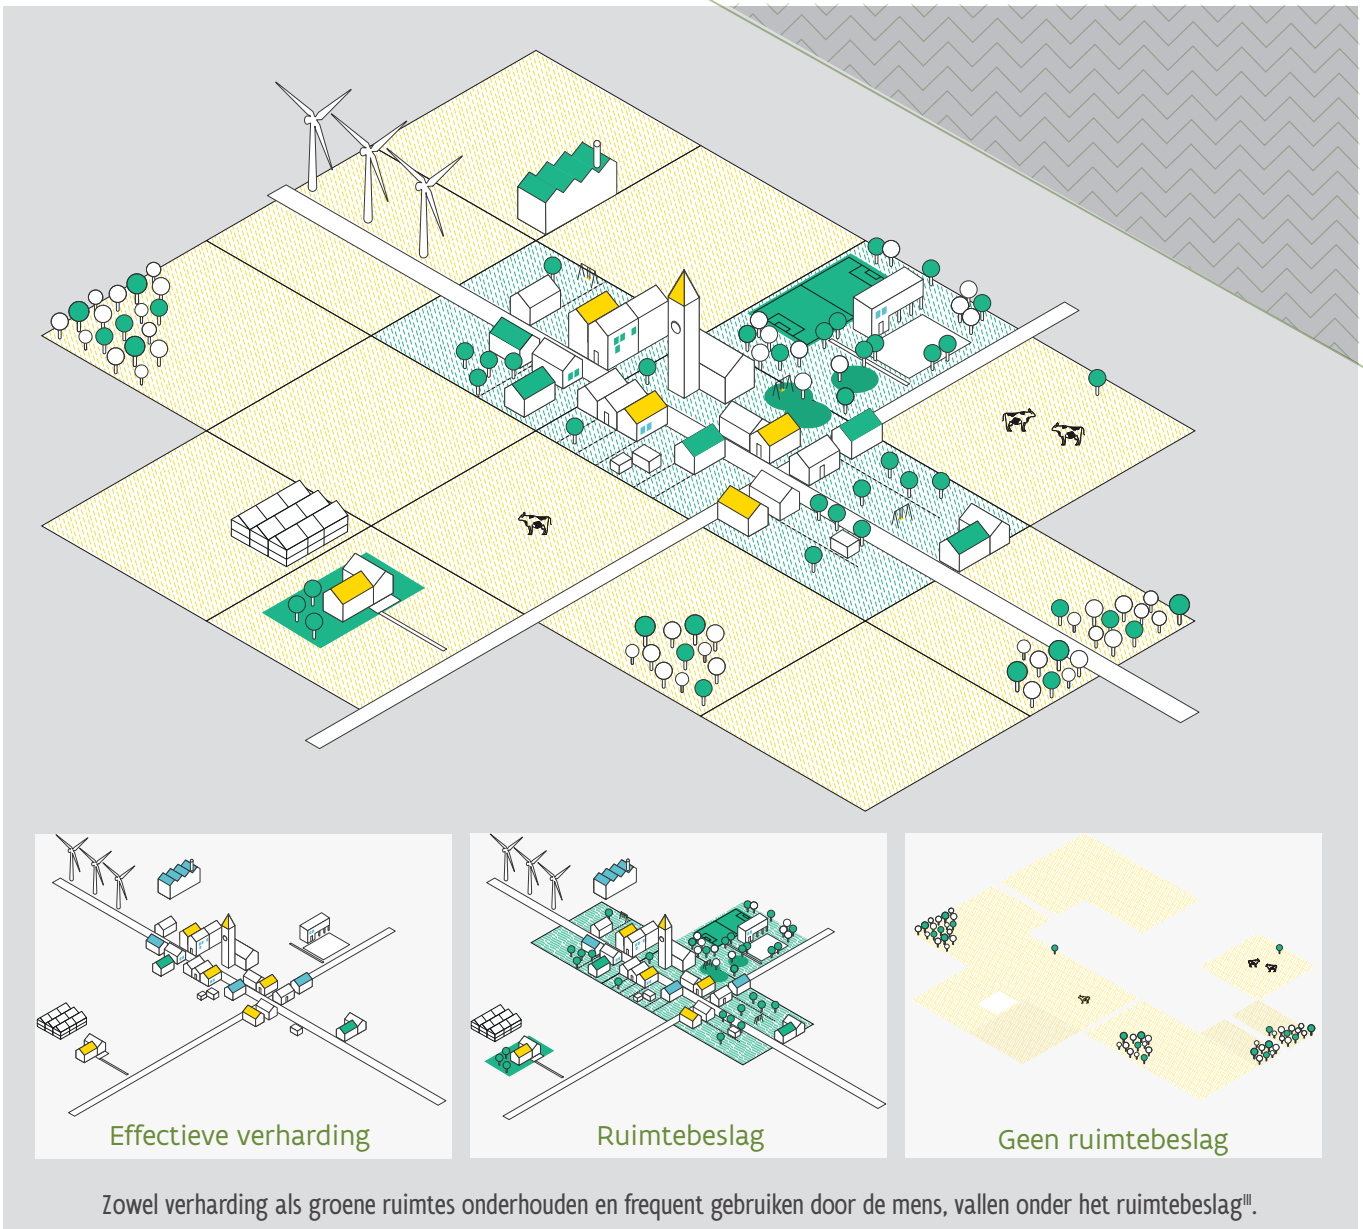 Effectieve verharding
Ruimtebeslag
Geen ruimtebeslag
Zowel verharding als groene ruimtes onderhouden en frequent gebruiken door de mens, vallen onder het ruimtebeslagᴵᴵᴵ.